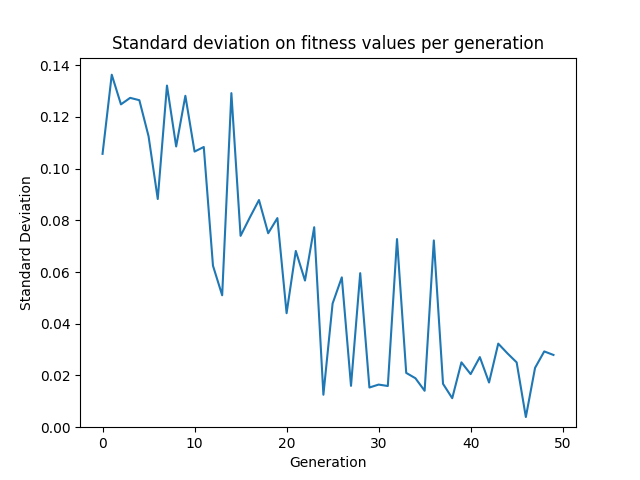 Standard deviation on fitness values per generation
0.14
0.12
0.10
0.08
0.06
0.04
0.02
0.00
Standard Deviation
0 10 20 30 40 50
Generation